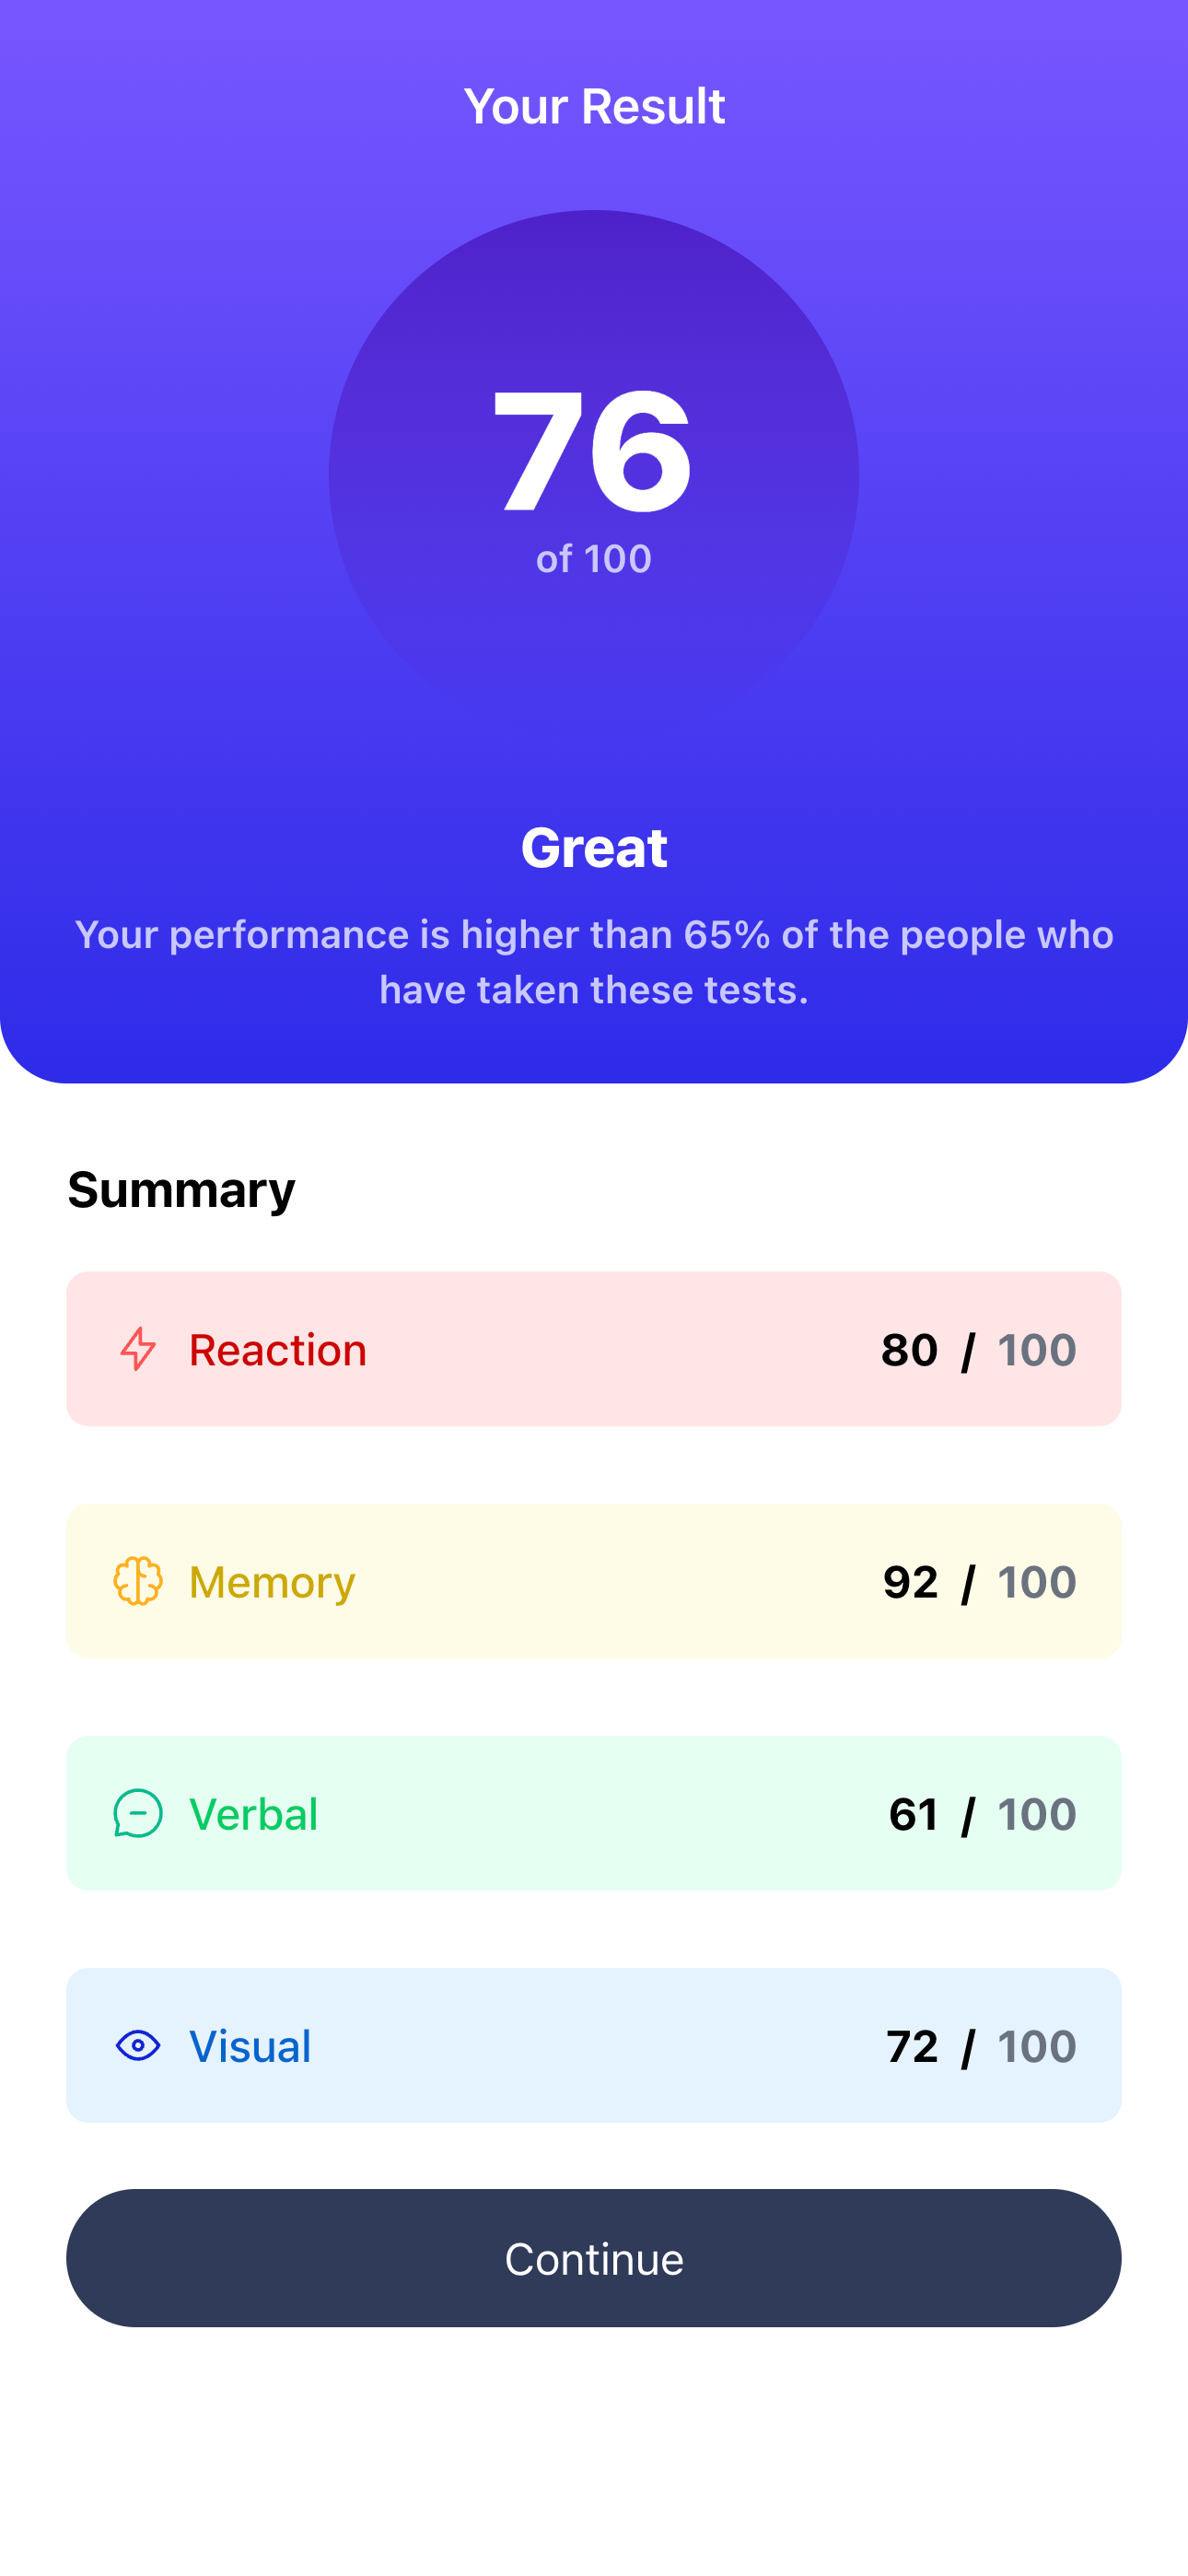 Your Result
76
of 100
Great
Your performance is higher than 65% of the people who
have taken these tests.
Summary
Reaction 80 / 100
Memory 92 / 100
Verbal 61 / 100
Visual 72 / 100
Continue